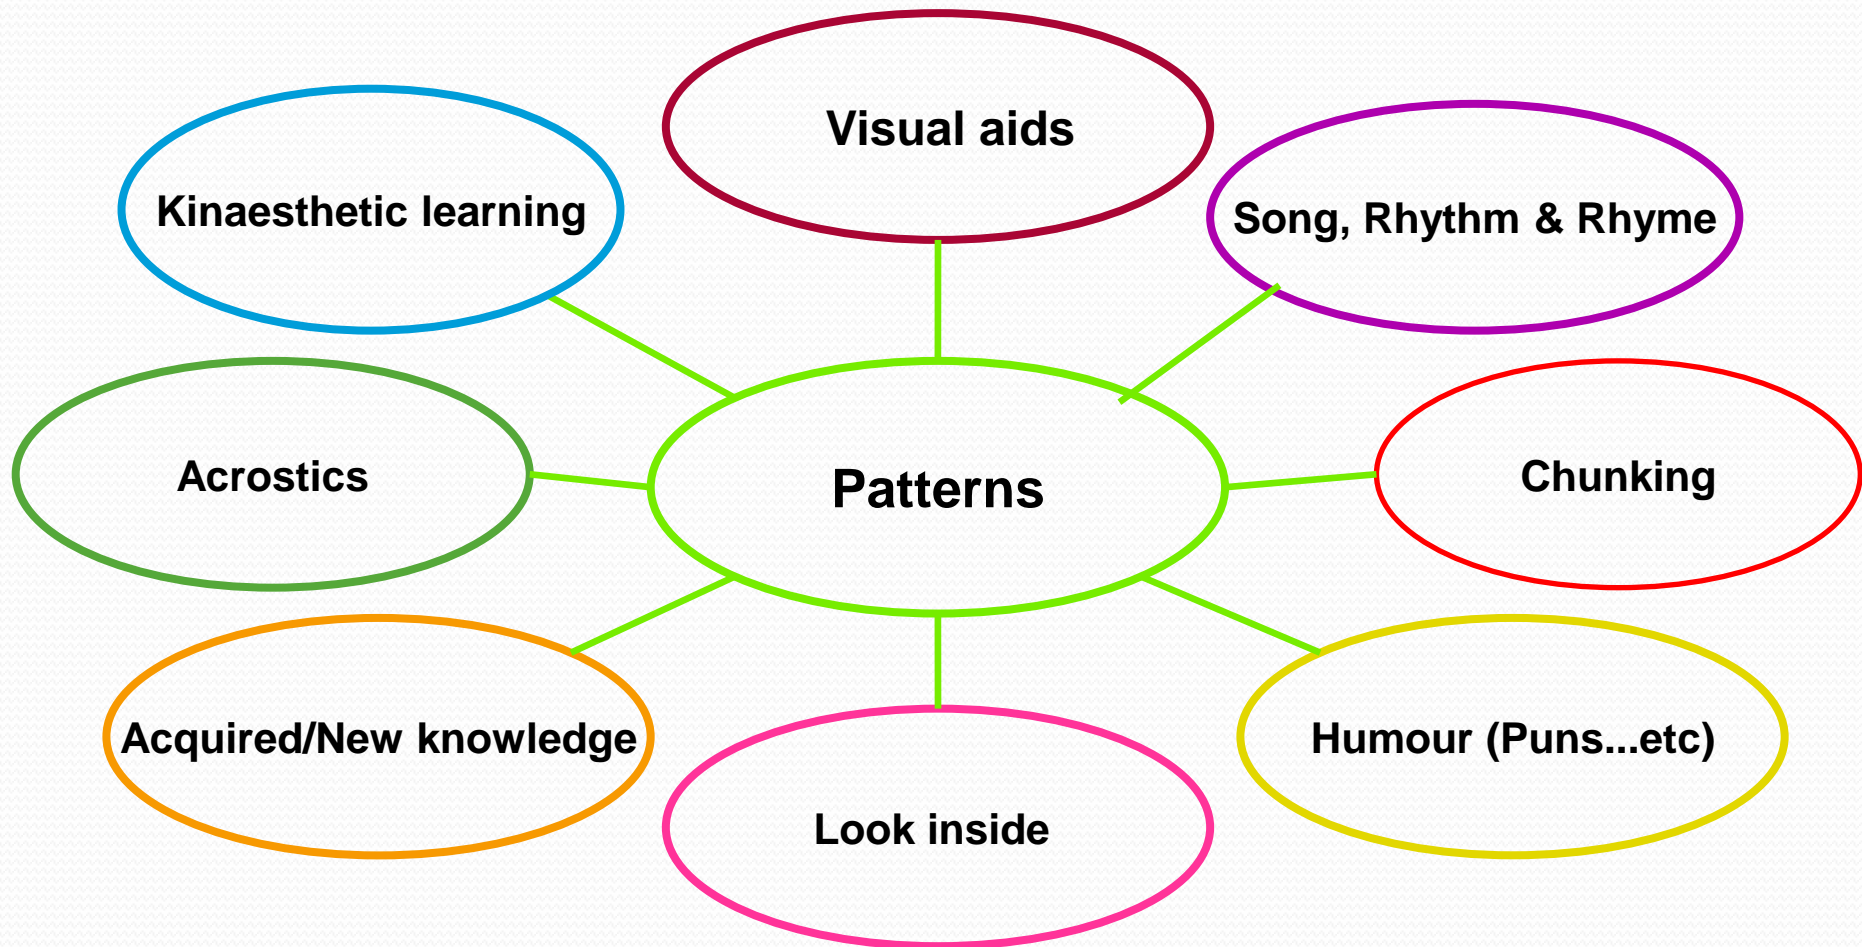 Visual aids
Kinaesthetic learning
Song, Rhythm & Rhyme
Acrostics
Patterns
Chunking
Acquired/New knowledge
Humour (Puns...etc)
Look inside